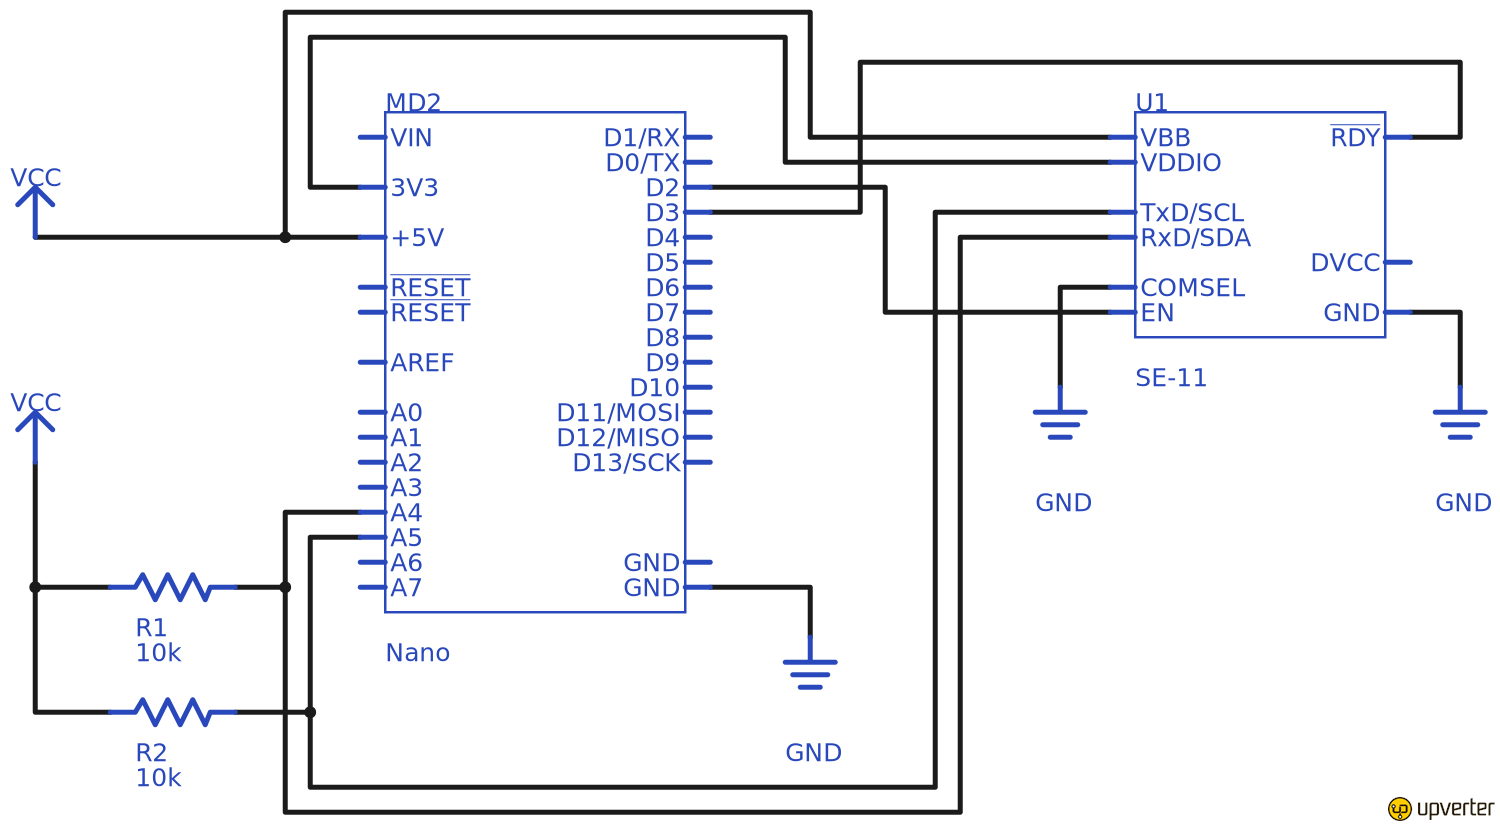 MD2
U1
VIN
D1/RX
VBB
RDY
D0/TX
VDDIO
VCC
3V3
D2
D3
TxD/SCL
+5V
D4
RxD/SDA
D5
DVCC
RESET
D6
COMSEL
RESET
D7
EN
GND
D8
AREF
D9
SE-11
D10
VCC
A0
D11/MOSI
A1
D12/MISO
A2
D13/SCK
A3
GND
GND
A4
A5
A6
GND
A7
GND
R1
10k
Nano
R2
10k
GND
upverter